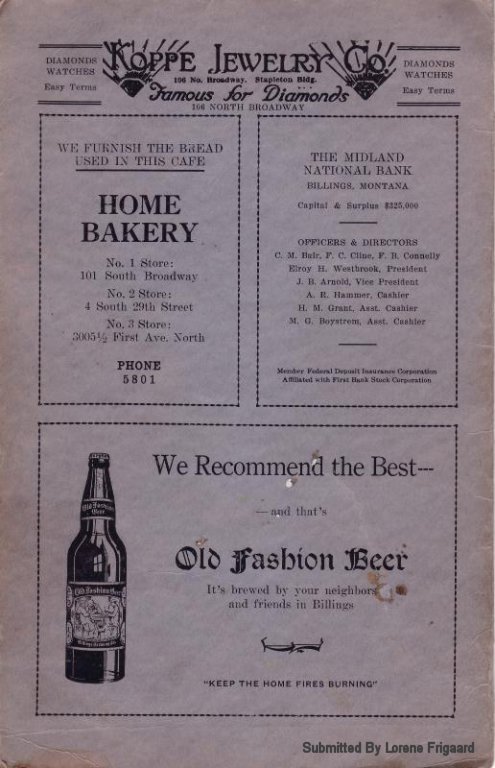 DIAMONDS
WATCHES
Easy Terms
KOPPE JEWELRY CO.
106 No. Broadway. Stapleton Bldg.
Famous for Diamonds
106 NORTH BROADWAY
DIAMONDS
WATCHES
Easy Terms
WE FURNISH THE BREAD
USED IN THIS CAFE
HOME
BAKERY
No. 1 Store:
101 South Broadway
No. 2 Store:
4 South 29th Street
No. 3 Store:
3005½ First Ave. North
PHONE
5801
THE MIDLAND
NATIONAL BANK
BILLINGS, MONTANA
Capital & Surplus $325,000
OFFICERS & DIRECTORS
C. M. Bair, F. C. Cline, F. B. Connelly
Elroy H. Westbrook, President
J. B. Arnold, Vice President
A. E. Hammer, Cashier
H. M. Grant, Asst. Cashier
M. G. Boystrem, Asst. Cashier
Member Federal Deposit Insurance Corporation
Affiliated with First Bank Stock Corporation
We Recommend the Best---
—and that's
Old Fashion Beer
It's brewed by your neighbors
and friends in Billings
"KEEP THE HOME FIRES BURNING"
Old Fashion
Beer
Old Fashion Beer
Submitted By Lorene Frigaard